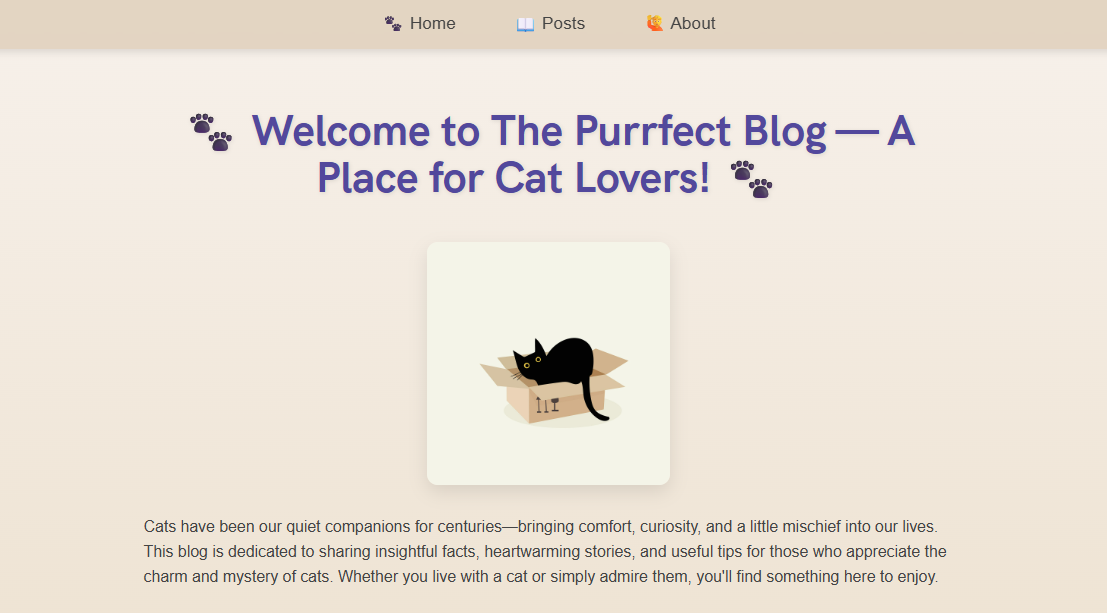 🐾 Home 📖 Posts 🙋 About
🐾 Welcome to The Purrfect Blog — A
Place for Cat Lovers! 🐾
Cats have been our quiet companions for centuries—bringing comfort, curiosity, and a little mischief into our lives.
This blog is dedicated to sharing insightful facts, heartwarming stories, and useful tips for those who appreciate the
charm and mystery of cats. Whether you live with a cat or simply admire them, you'll find something here to enjoy.